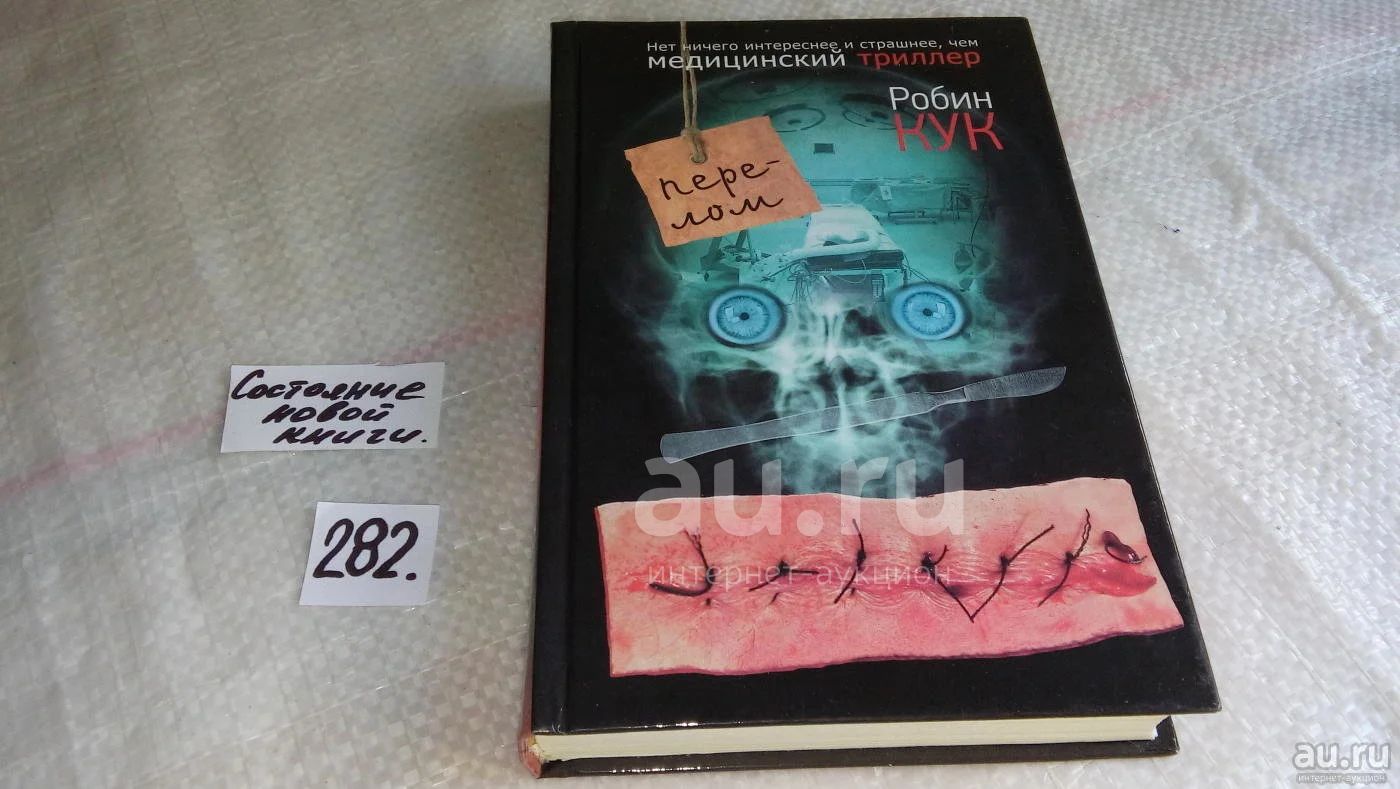 Нет ничего интереснее и страшнее, чем
медицинский триллер
Робин
КУК
пере-
лом
Состояние
новой
книги.
282.
au.ru
интернет-аукцион
au.ru
интернет-аукцион